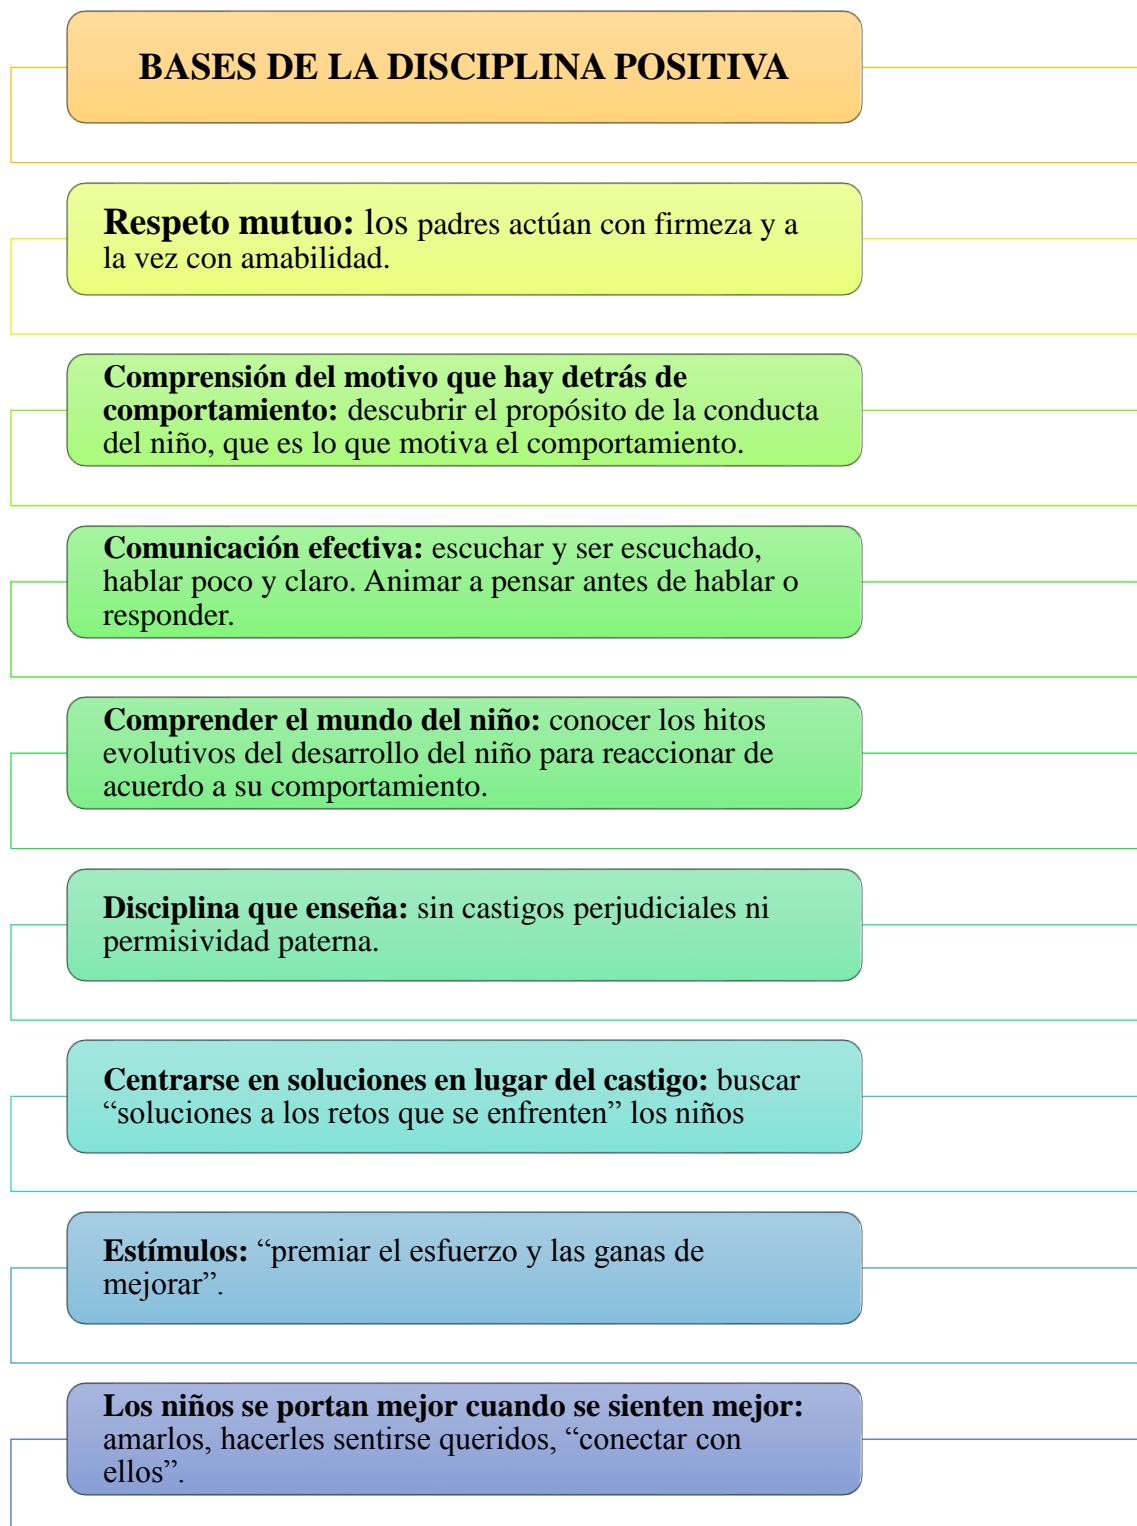 BASES DE LA DISCIPLINA POSITIVA
Respeto mutuo: los padres actúan con firmeza y a
la vez con amabilidad.
Comprensión del motivo que hay detrás de
comportamiento: descubrir el propósito de la conducta
del niño, que es lo que motiva el comportamiento.
Comunicación efectiva: escuchar y ser escuchado,
hablar poco y claro. Animar a pensar antes de hablar o
responder.
Comprender el mundo del niño: conocer los hitos
evolutivos del desarrollo del niño para reaccionar de
acuerdo a su comportamiento.
Disciplina que enseña: sin castigos perjudiciales ni
permisividad paterna.
Centrarse en soluciones en lugar del castigo: buscar
“soluciones a los retos que se enfrenten” los niños
Estímulos: “premiar el esfuerzo y las ganas de
mejorar”.
Los niños se portan mejor cuando se sienten mejor:
amarlos, hacerles sentirse queridos, “conectar con
ellos”.